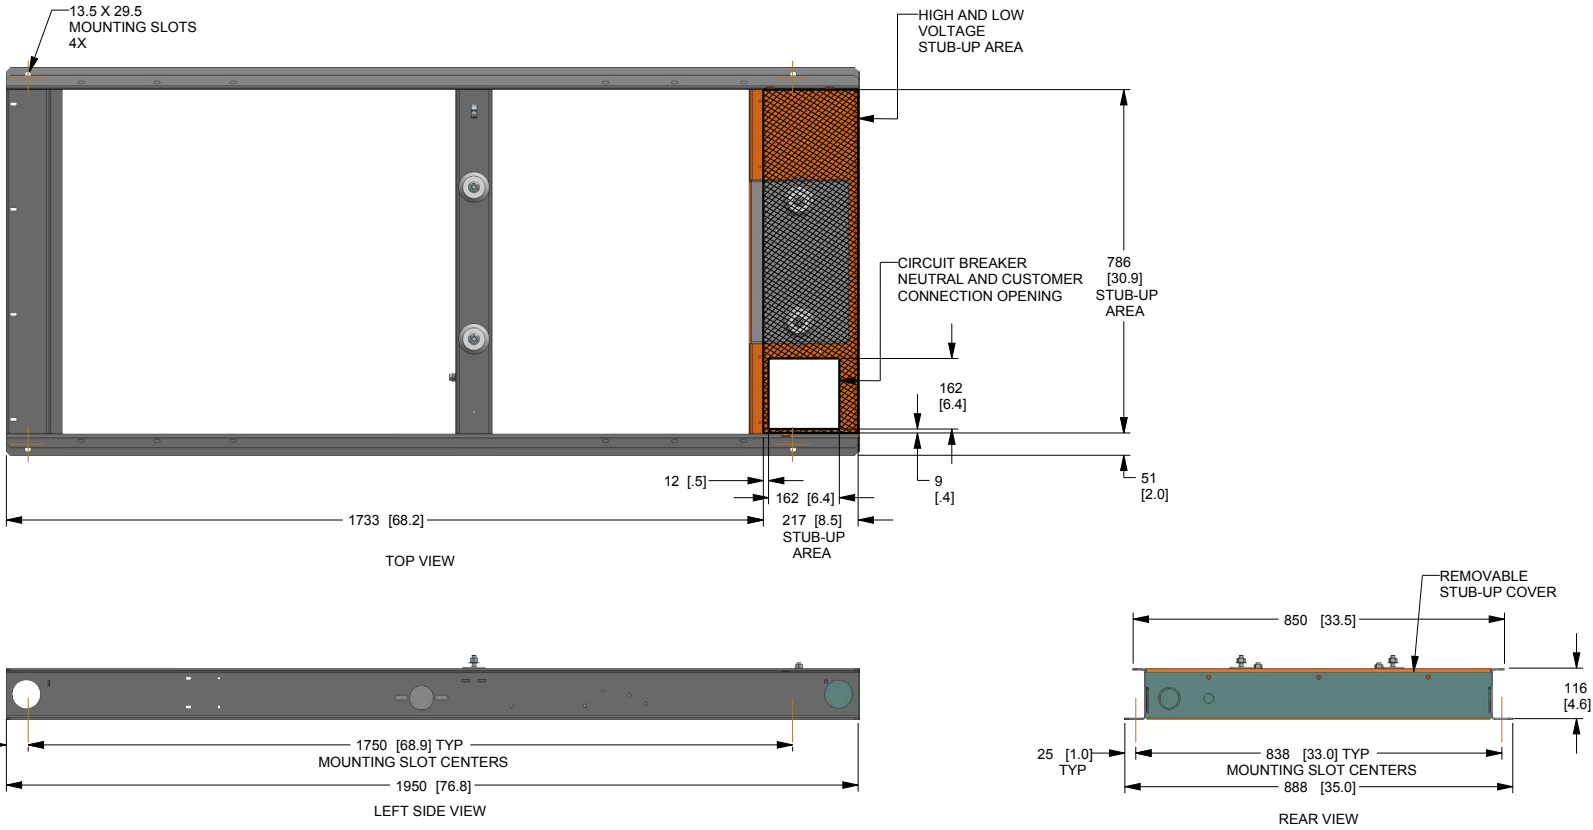 13.5 X 29.5
MOUNTING SLOTS
4X
HIGH AND LOW
VOLTAGE
STUB-UP AREA
CIRCUIT BREAKER
NEUTRAL AND CUSTOMER
CONNECTION OPENING
786
[30.9]
STUB-UP
AREA
162
[6.4]
12 [.5]
162 [6.4]
9
[.4]
51
[2.0]
1733 [68.2]
217 [8.5]
STUB-UP
AREA
TOP VIEW
REMOVABLE
STUB-UP COVER
850 [33.5]
116
[4.6]
1750 [68.9] TYP
MOUNTING SLOT CENTERS
1950 [76.8]
LEFT SIDE VIEW
25 [1.0]
TYP
838 [33.0] TYP
MOUNTING SLOT CENTERS
888 [35.0]
REAR VIEW